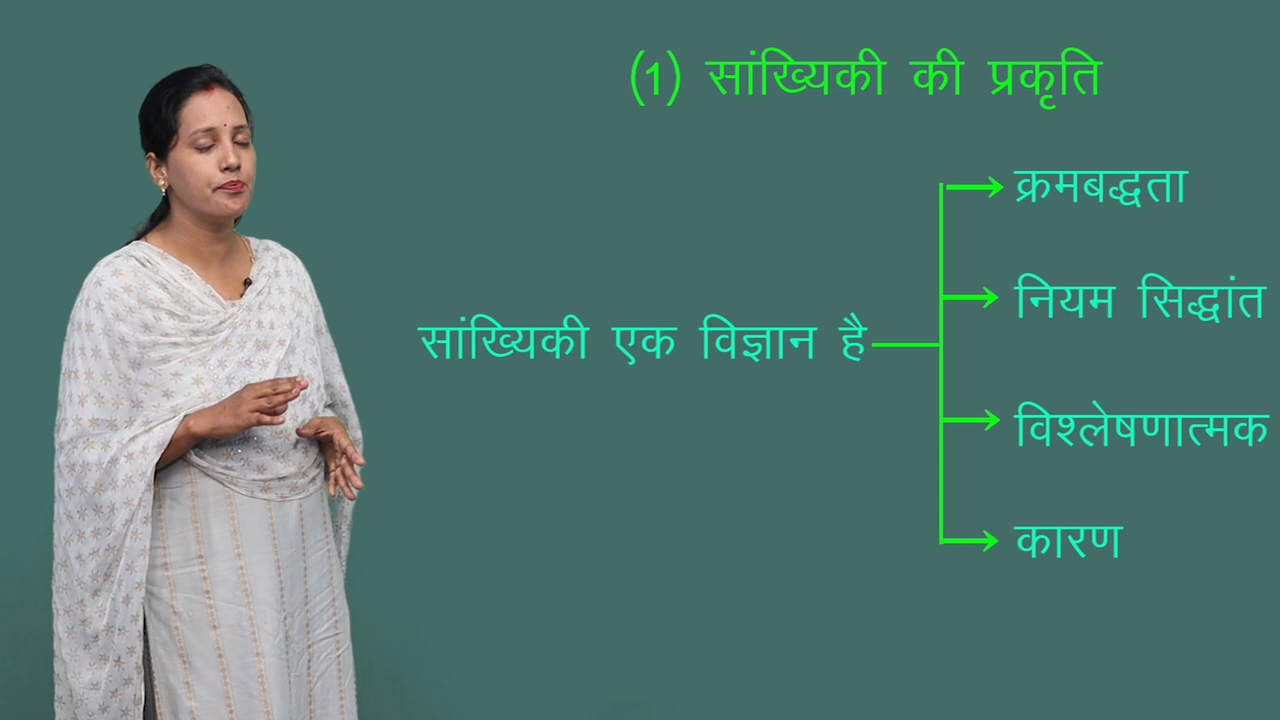 (1) सांख्यिकी की प्रकृति
सांख्यिकी एक विज्ञान है
क्रमबद्धता
नियम सिद्धांत
विश्लेषणात्मक
कारण